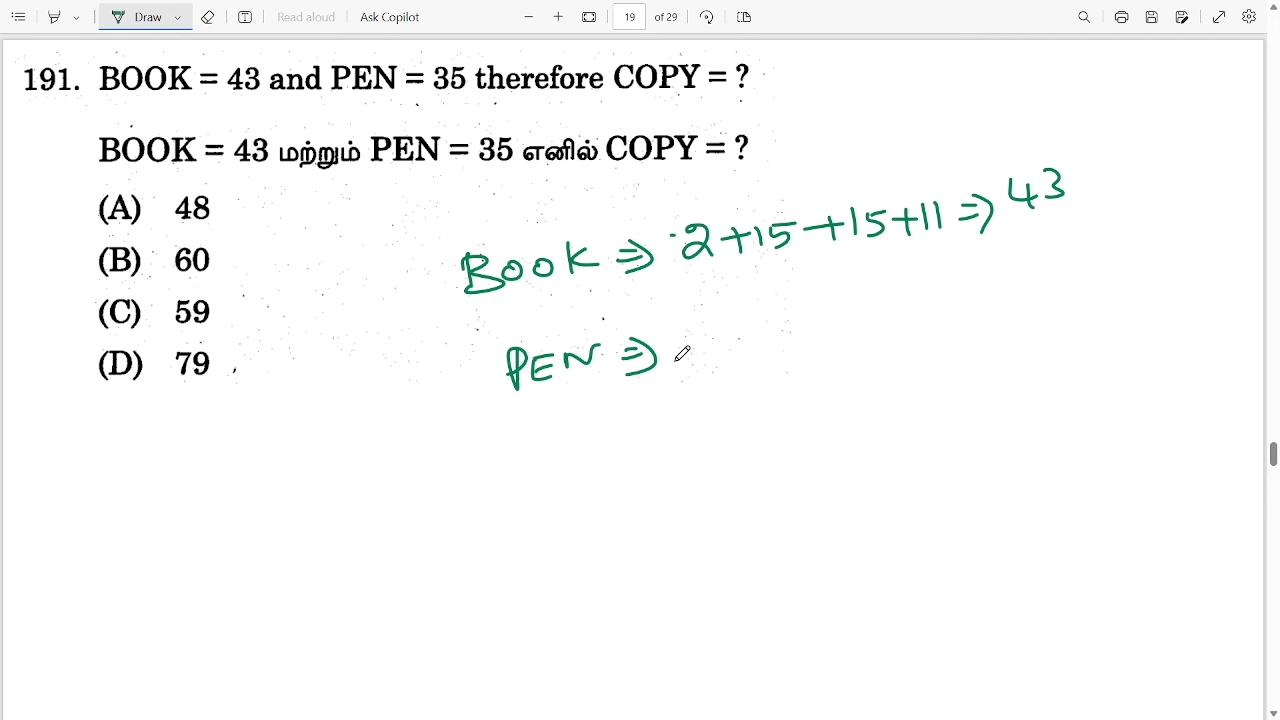 Draw
Read aloud
Ask Copilot
19
of 29
191. BOOK = 43 and PEN = 35 therefore COPY = ?
BOOK = 43 மற்றும் PEN = 35 எனில் COPY = ?
(A) 48
(B) 60
(C) 59
(D) 79
BOOK ⇒ 2+15+15+11 ⇒ 43
PEN ⇒